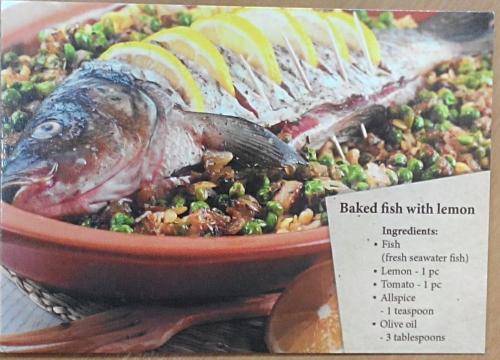 Baked fish with lemon
Ingredients:
• Fish
(fresh seawater fish)
• Lemon - 1 pc
• Tomato - 1 pc
• Allspice
- 1 teaspoon
• Olive oil
- 3 tablespoons